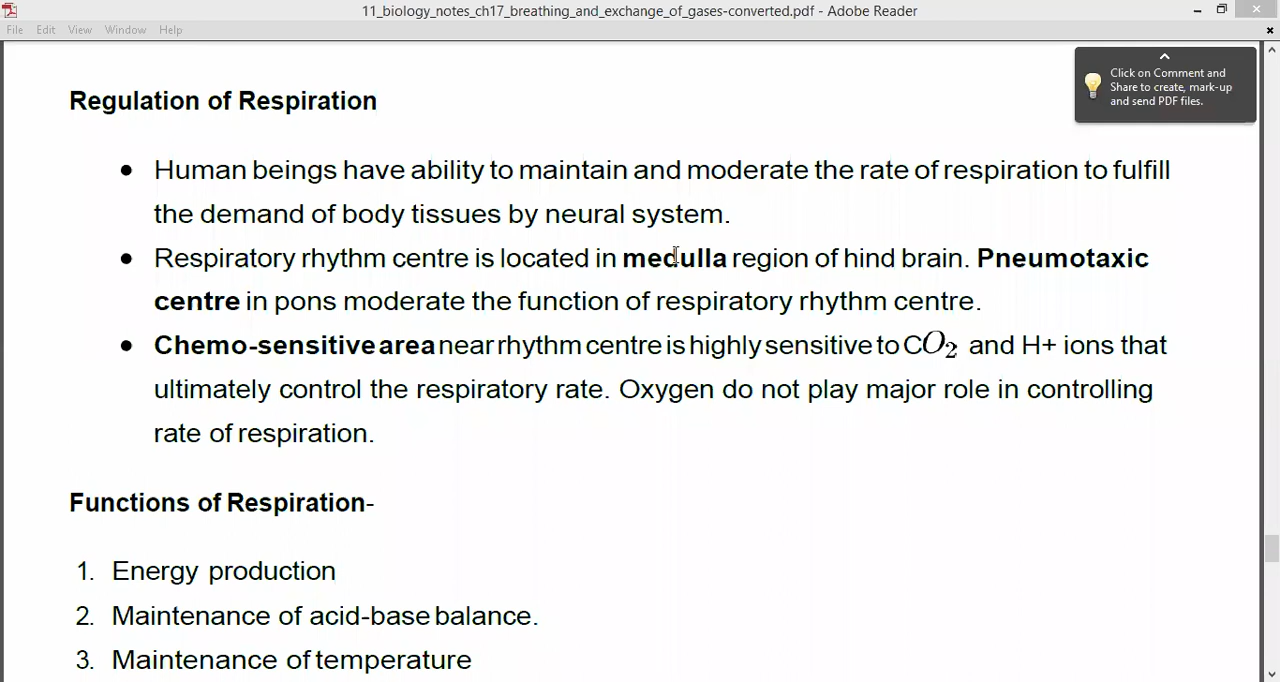 11_biology_notes_ch17_breathing_and_exchange_of_gases-converted.pdf - Adobe Reader
File Edit View Window Help
Click on Comment and
Share to create, mark-up
and send PDF files.
Regulation of Respiration
● Human beings have ability to maintain and moderate the rate of respiration to fulfill
the demand of body tissues by neural system.
● Respiratory rhythm centre is located in medulla region of hind brain. Pneumotaxic
centre in pons moderate the function of respiratory rhythm centre.
● Chemo-sensitive area near rhythm centre is highly sensitive to CO₂ and H+ ions that
ultimately control the respiratory rate. Oxygen do not play major role in controlling
rate of respiration.
Functions of Respiration-
1. Energy production
2. Maintenance of acid-base balance.
3. Maintenance of temperature